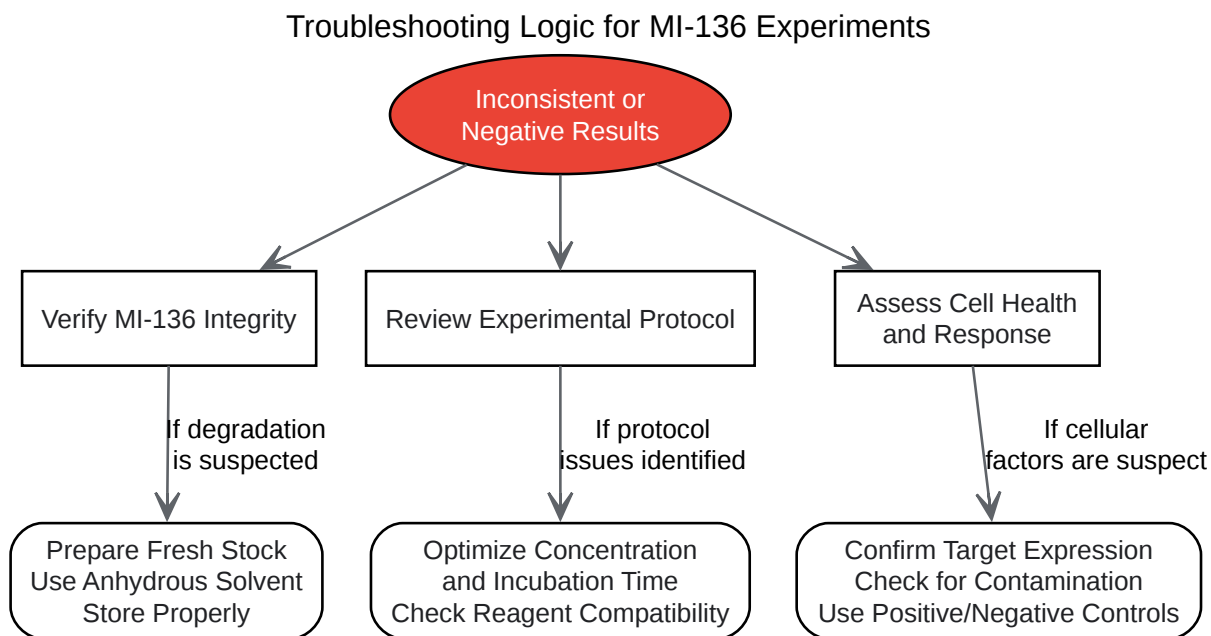 Troubleshooting Logic for MI-136 Experiments
Inconsistent or
Negative Results
Verify MI-136 Integrity
Review Experimental Protocol
Assess Cell Health
and Response
If degradation
is suspected
If protocol
issues identified
If cellular
factors are suspect
Prepare Fresh Stock
Use Anhydrous Solvent
Store Properly
Optimize Concentration
and Incubation Time
Check Reagent Compatibility
Confirm Target Expression
Check for Contamination
Use Positive/Negative Controls